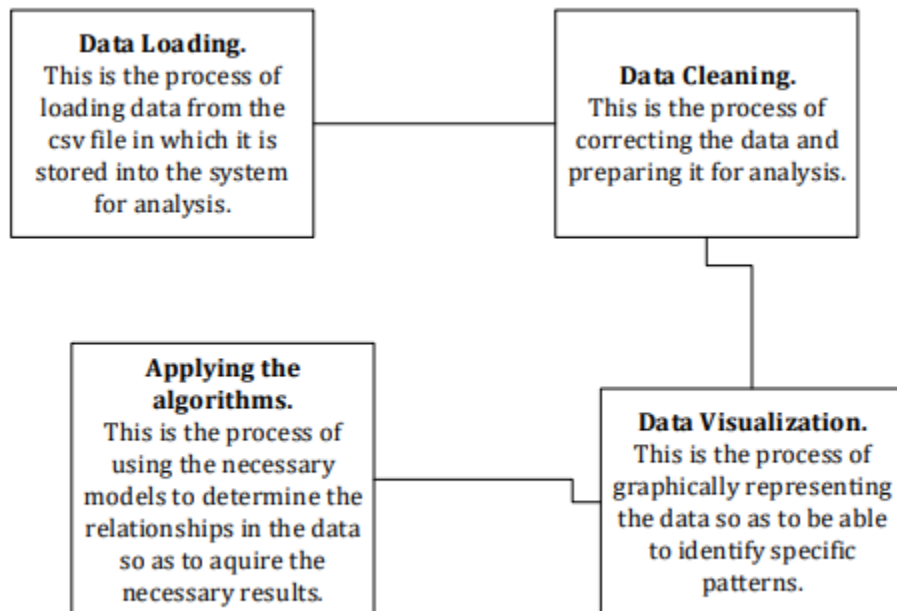 Data Loading.
This is the process of
loading data from the
csv file in which it is
stored into the system
for analysis.
Data Cleaning.
This is the process of
correcting the data and
preparing it for analysis.
Applying the
algorithms.
This is the process of
using the necessary
models to determine the
relationships in the data
so as to aquire the
necessary results.
Data Visualization.
This is the process of
graphically representing
the data so as to be able
to identify specific
patterns.